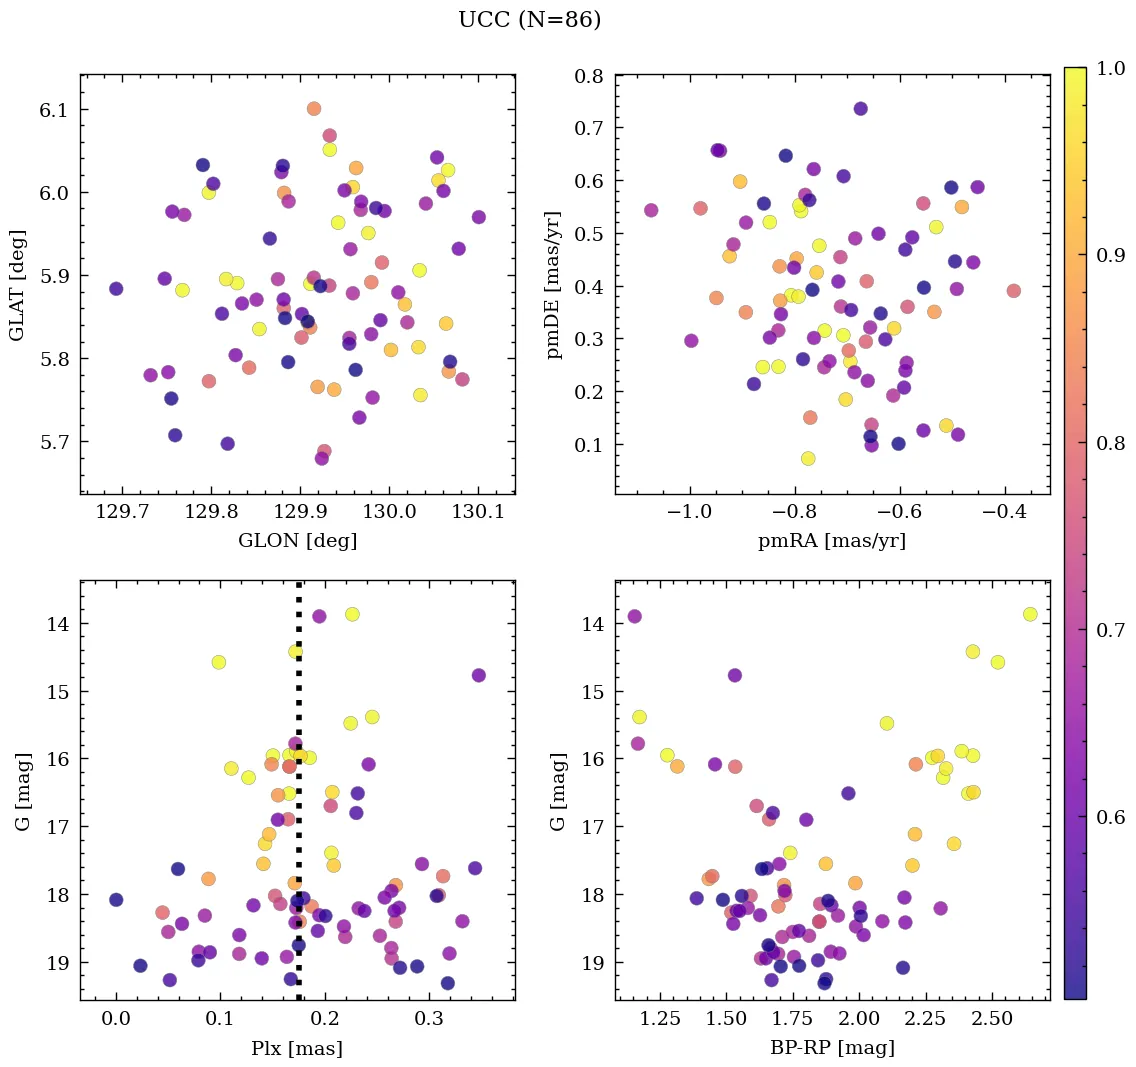 UCC (N=86)
6.1
6.0
5.9
5.8
5.7
GLAT [deg]
129.7 129.8 129.9 130.0 130.1
GLON [deg]
0.8
0.7
0.6
0.5
0.4
0.3
0.2
0.1
pmDE [mas/yr]
−1.0 −0.8 −0.6 −0.4
pmRA [mas/yr]
14
15
16
17
18
19
G [mag]
0.0 0.1 0.2 0.3
Plx [mas]
14
15
16
17
18
19
G [mag]
1.25 1.50 1.75 2.00 2.25 2.50
BP-RP [mag]
1.0
0.9
0.8
0.7
0.6